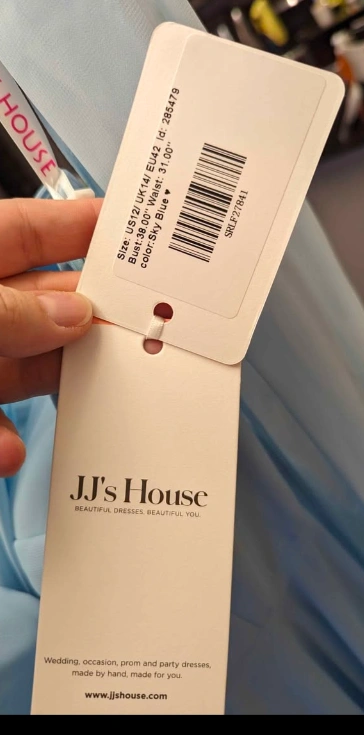 HOUSE
Size: US12/ UK14/ EU42 Id: 285479
Bust:38.00'' Waist: 31.00''
color:Sky Blue ♥
SRLF27841
JJ's House
BEAUTIFUL DRESSES. BEAUTIFUL YOU.
Wedding, occasion, prom and party dresses,
made by hand, made for you.
www.jjshouse.com